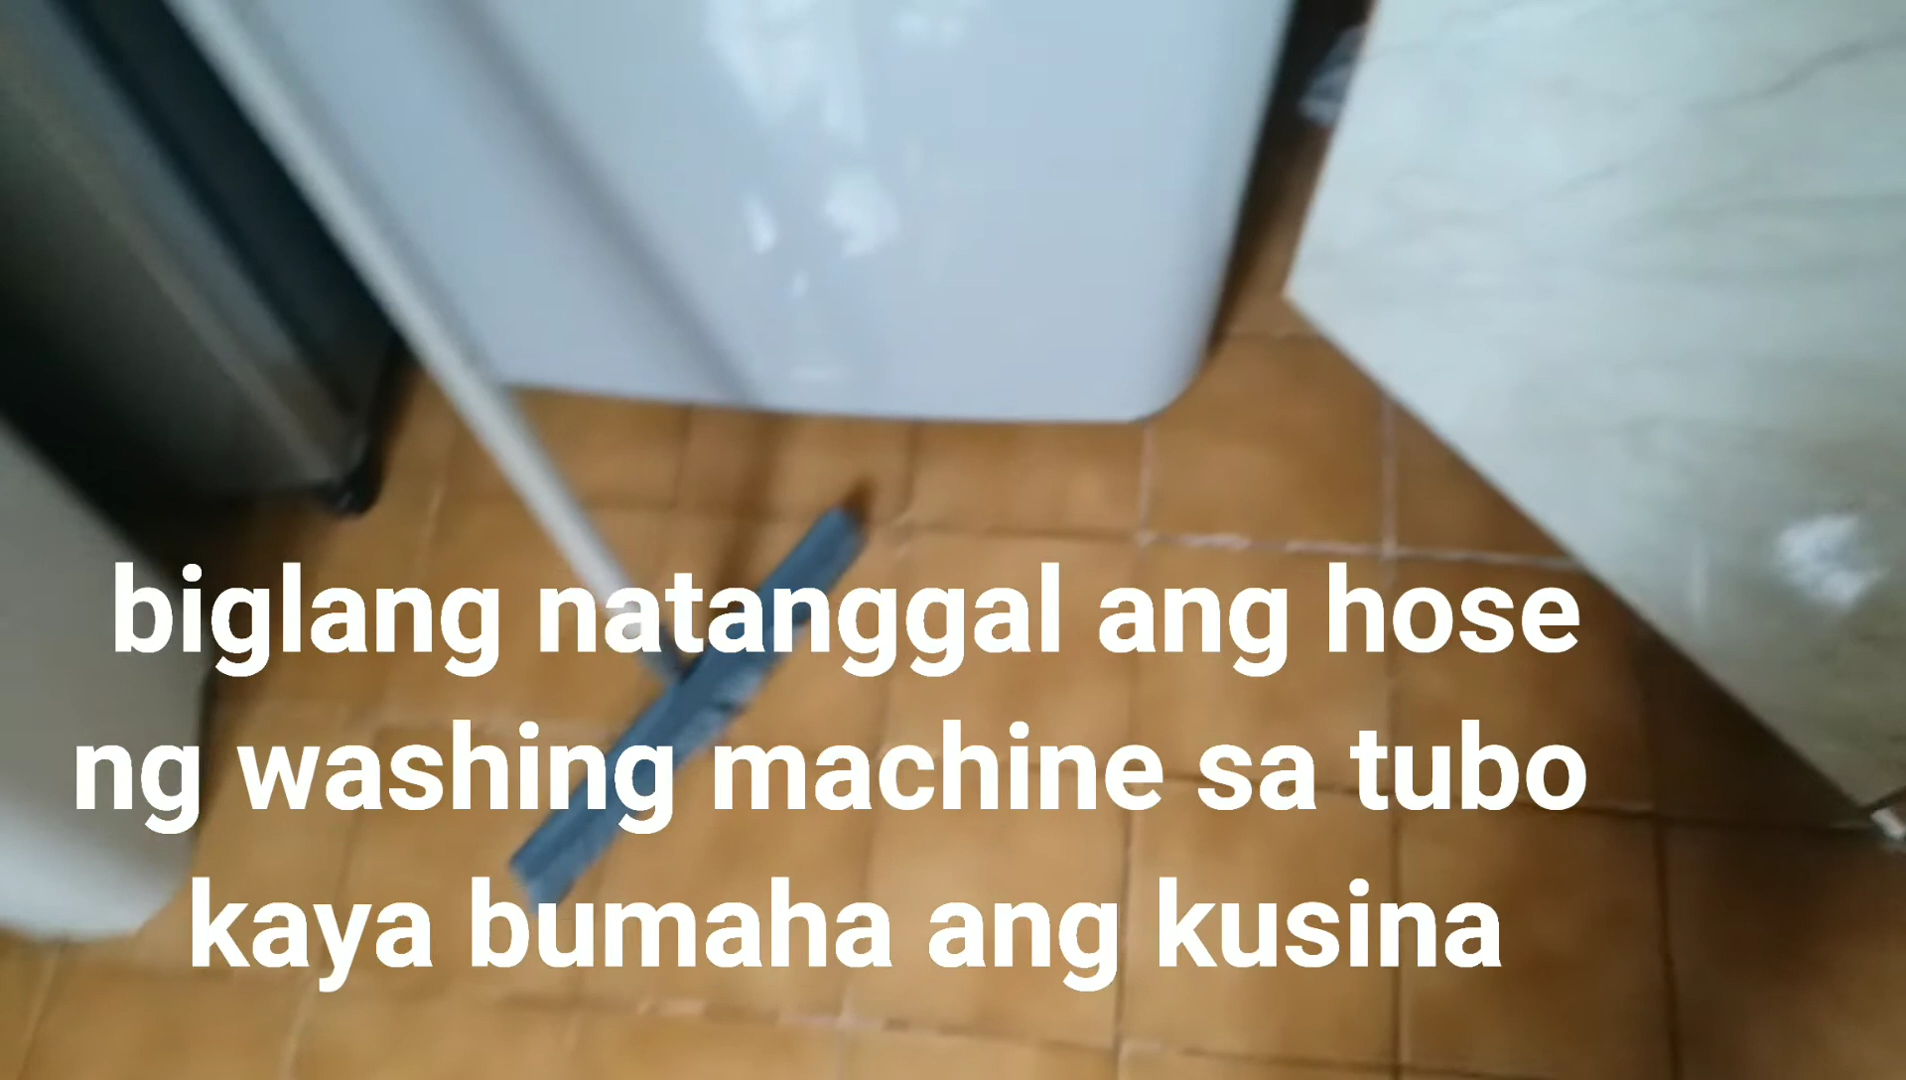 biglang natanggal ang hose
ng washing machine sa tubo
kaya bumaha ang kusina